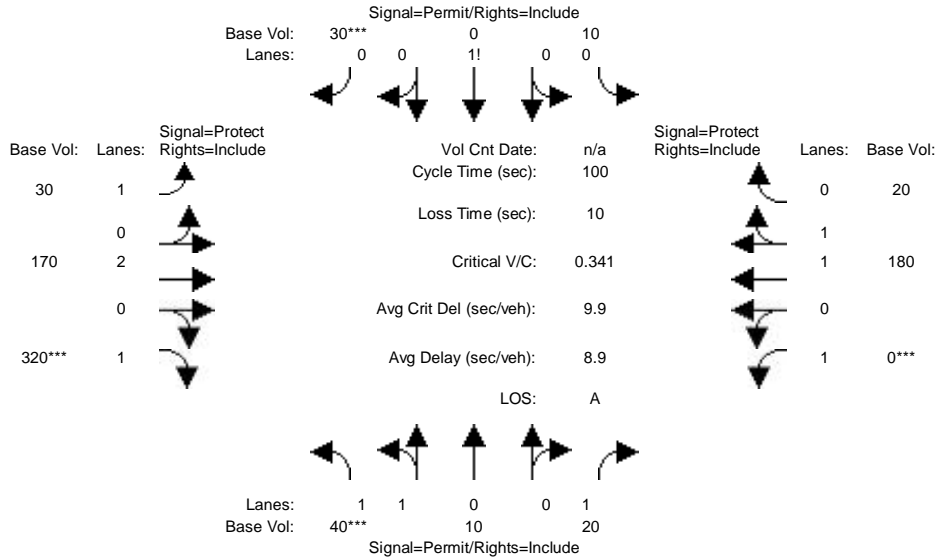 Signal=Permit/Rights=Include
Base Vol: 30*** 0 10
Lanes: 0 0 1! 0 0
Signal=Protect
Rights=Include
Base Vol: Lanes:
Vol Cnt Date: n/a
Signal=Protect
Rights=Include
Lanes: Base Vol:
Cycle Time (sec): 100
30 1
0 20
Loss Time (sec): 10
0
1
170 2
Critical V/C: 0.341
1 180
0
Avg Crit Del (sec/veh): 9.9
0
320*** 1
Avg Delay (sec/veh): 8.9
1 0***
LOS: A
Lanes: 1 1 0 0 1
Base Vol: 40*** 10 20
Signal=Permit/Rights=Include